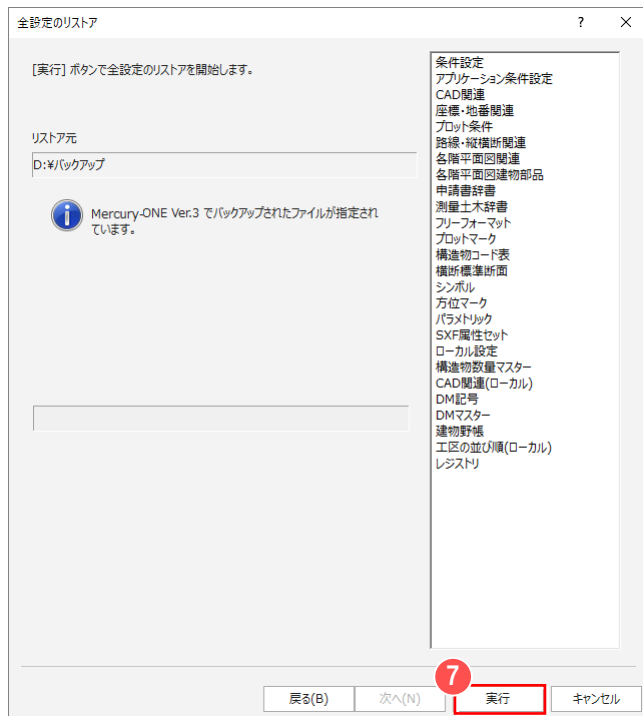 全設定のリストア
?
×
[実行] ボタンで全設定のリストアを開始します。
リストア元
D:¥バックアップ
Mercury-ONE Ver.3 でバックアップされたファイルが指定され
ています。
条件設定
アプリケーション条件設定
CAD関連
座標・地番関連
プロット条件
路線・縦横断関連
各階平面図関連
各階平面図建物部品
申請書辞書
測量土木辞書
フリーフォーマット
プロットマーク
構造物コード表
横断標準断面
シンボル
方位マーク
パラメトリック
SXF属性セット
ローカル設定
構造物数量マスター
CAD関連(ローカル)
DM記号
DMマスター
建物野帳
工区の並び順(ローカル)
レジストリ
7
戻る(B)
次へ(N)
実行
キャンセル